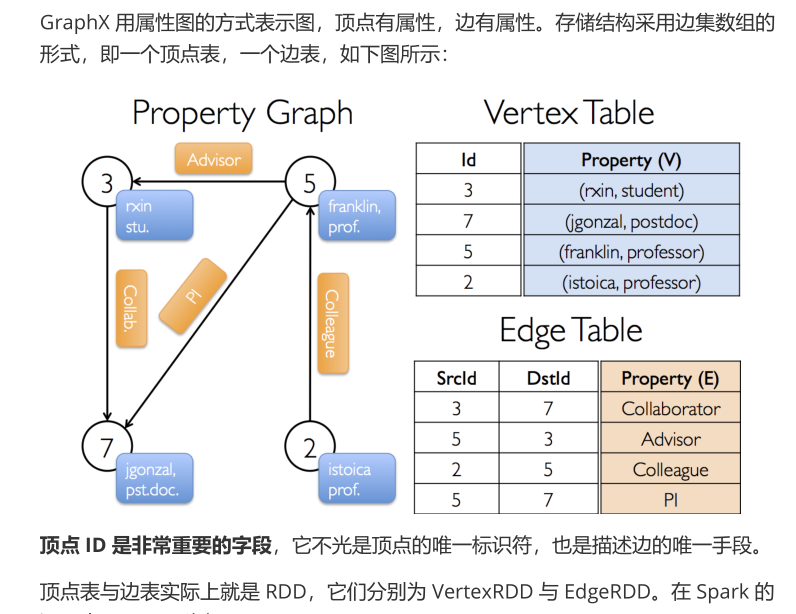 GraphX 用属性图的方式表示图，顶点有属性，边有属性。存储结构采用边集数组的
形式，即一个顶点表，一个边表，如下图所示：
Property Graph
3
rxin
stu.
Advisor
5
franklin,
prof.
Collab.
PI
Colleague
7
jgonzal,
pst.doc.
2
istoica
prof.
Vertex Table
Id Property (V)
3 (rxin, student)
7 (jgonzal, postdoc)
5 (franklin, professor)
2 (istoica, professor)
Edge Table
SrcId DstId Property (E)
3 7 Collaborator
5 3 Advisor
2 5 Colleague
5 7 PI
顶点 ID 是非常重要的字段，它不光是顶点的唯一标识符，也是描述边的唯一手段。
顶点表与边表实际上就是 RDD，它们分别为 VertexRDD 与 EdgeRDD。在 Spark 的